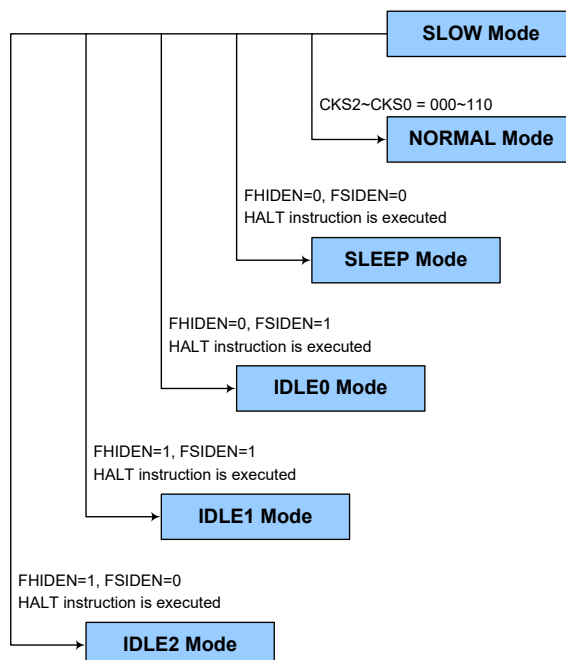 SLOW Mode
CKS2~CKS0 = 000~110
NORMAL Mode
FHIDEN=0, FSIDEN=0
HALT instruction is executed
SLEEP Mode
FHIDEN=0, FSIDEN=1
HALT instruction is executed
IDLE0 Mode
FHIDEN=1, FSIDEN=1
HALT instruction is executed
IDLE1 Mode
FHIDEN=1, FSIDEN=0
HALT instruction is executed
IDLE2 Mode